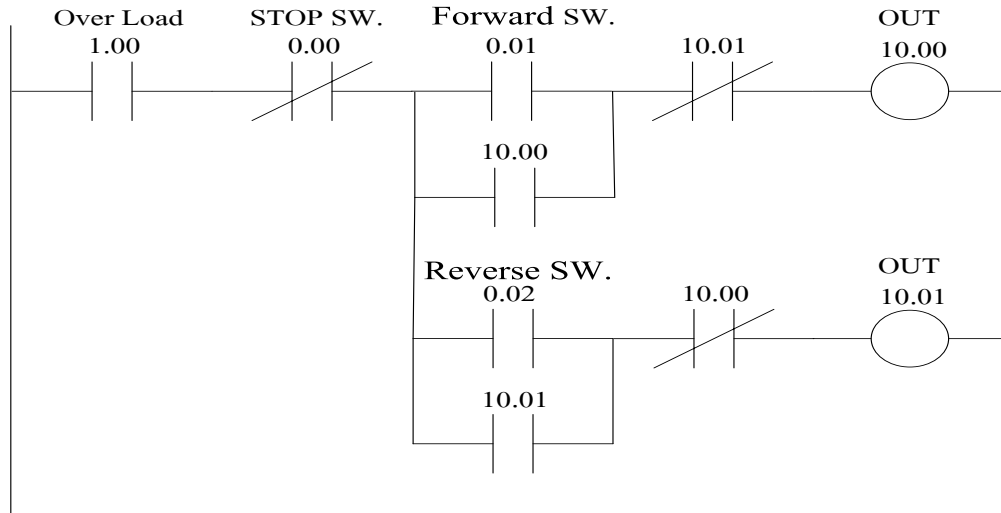 Over Load STOP SW. Forward SW. OUT
1.00 0.00 0.01 10.01 10.00
10.00
Reverse SW. OUT
0.02 10.00 10.01
10.01